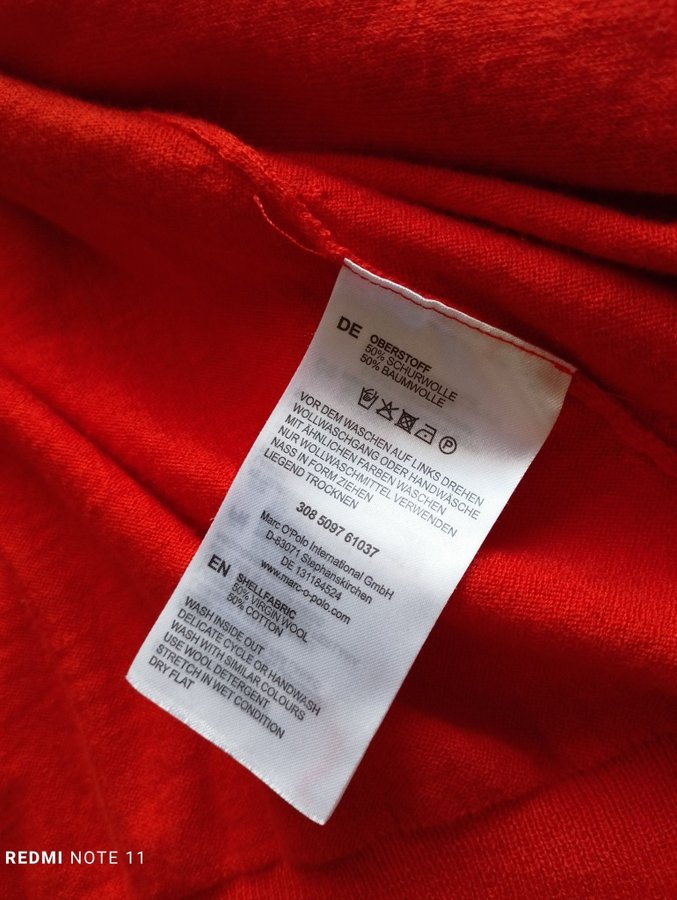 DE OBERSTOFF
50% SCHURWOLLE
50% BAUMWOLLE
P
VOR DEM WASCHEN AUF LINKS DREHEN
WOLLWASCHGANG ODER HANDWÄSCHE
MIT ÄHNLICHEN FARBEN WASCHEN
NUR WOLLWASCHMITTEL VERWENDEN
NASS IN FORM ZIEHEN
LIEGEND TROCKNEN
308 5097 61037
Marc O'Polo International GmbH
D-83071 Stephanskirchen
DE 131184524
www.marc-o-polo.com
EN SHELLFABRIC
50% VIRGIN WOOL
50% COTTON
WASH INSIDE OUT
DELICATE CYCLE OR HANDWASH
WASH WITH SIMILAR COLOURS
USE WOOL DETERGENT
STRETCH IN WET CONDITION
DRY FLAT
REDMI NOTE 11